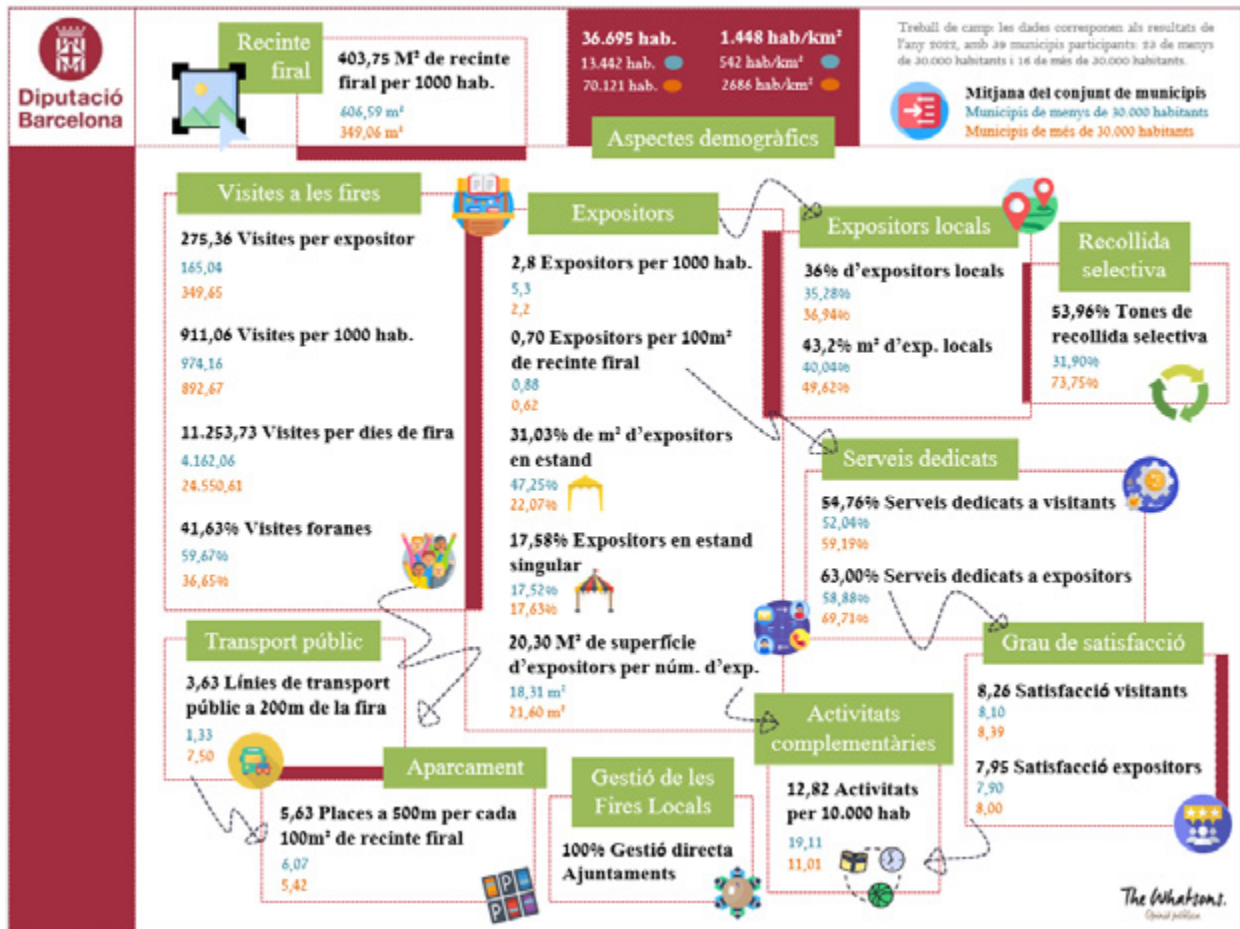 Diputació
Barcelona
Recinte
firal
403,75 M² de recinte
firal per 1000 hab.
606,59 m²
349,06 m²
36.695 hab.
1.448 hab/km²
13.442 hab.
542 hab/km²
70.121 hab.
2686 hab/km²
Aspectes demogràfics
Treball de camp: les dades corresponen als resultats de
l'any 2022, amb 39 municipis participants: 23 de menys
de 30.000 habitants i 16 de més de 30.000 habitants.
Mitjana del conjunt de municipis
Municipis de menys de 30.000 habitants
Municipis de més de 30.000 habitants
Visites a les fires
275,36 Visites per expositor
165,04
349,65
911,06 Visites per 1000 hab.
974,16
892,67
11.253,73 Visites per dies de fira
4.162,06
24.550,61
41,63% Visites foranes
59,67%
36,65%
Expositors
2,8 Expositors per 1000 hab.
5,3
2,2
0,70 Expositors per 100m²
de recinte firal
0,88
0,62
31,03% de m² d'expositors
en estand
47,25%
22,07%
17,58% Expositors en estand
singular
17,52%
17,63%
20,30 M² de superfície
d'expositors per núm. d'exp.
18,31 m²
21,60 m²
Expositors locals
36% d'expositors locals
35,28%
36,94%
43,2% m² d'exp. locals
40,04%
49,62%
Recollida
selectiva
53,96% Tones de
recollida selectiva
31,90%
73,75%
Serveis dedicats
54,76% Serveis dedicats a visitants
52,04%
59,19%
63,00% Serveis dedicats a expositors
58,88%
69,71%
Transport públic
3,63 Línies de transport
públic a 200m de la fira
1,33
7,50
Aparcament
5,63 Places a 500m per cada
100m² de recinte firal
6,07
5,42
Gestió de les
Fires Locals
100% Gestió directa
Ajuntaments
Activitats
complementàries
12,82 Activitats
per 10.000 hab
19,11
11,01
Grau de satisfacció
8,26 Satisfacció visitants
8,10
8,39
7,95 Satisfacció expositors
7,90
8,00
The Whatsons.
Opinió pública